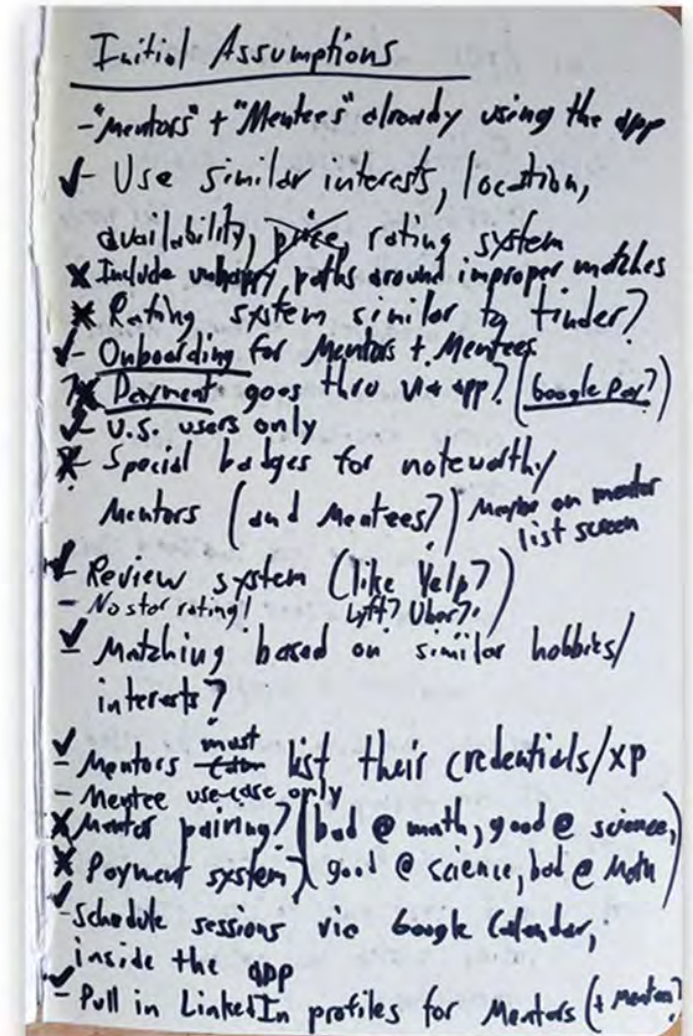 Initial Assumptions
- "Mentors" + "Mentees" already using the app
✓- Use similar interests, location,
availability, price, rating system
✗ Include unhappy paths around improper matches
✗ Rating system similar to tinder?
✓- Onboarding for Mentors + Mentees
?✗ Payment goes thru via app? (Google Pay?)
✓- U.S. users only
✗- Special badges for noteworthy
Mentors (and Mentees?) Maybe on mentor
list screen
✓- Review system (like Yelp?)
- No star rating! Lyft? Uber?
✓- Matching based on similar hobbies/
interests?
✓- Mentors must list their credentials/XP
- Mentee use-case only
✗ Mentor pairing? (bad @ math, good @ science,
✗ Payment system? good @ science, bad @ Math)
✓- Schedule sessions via Google Calendar,
inside the app
✓- Pull in LinkedIn profiles for Mentors (+ Mentees?